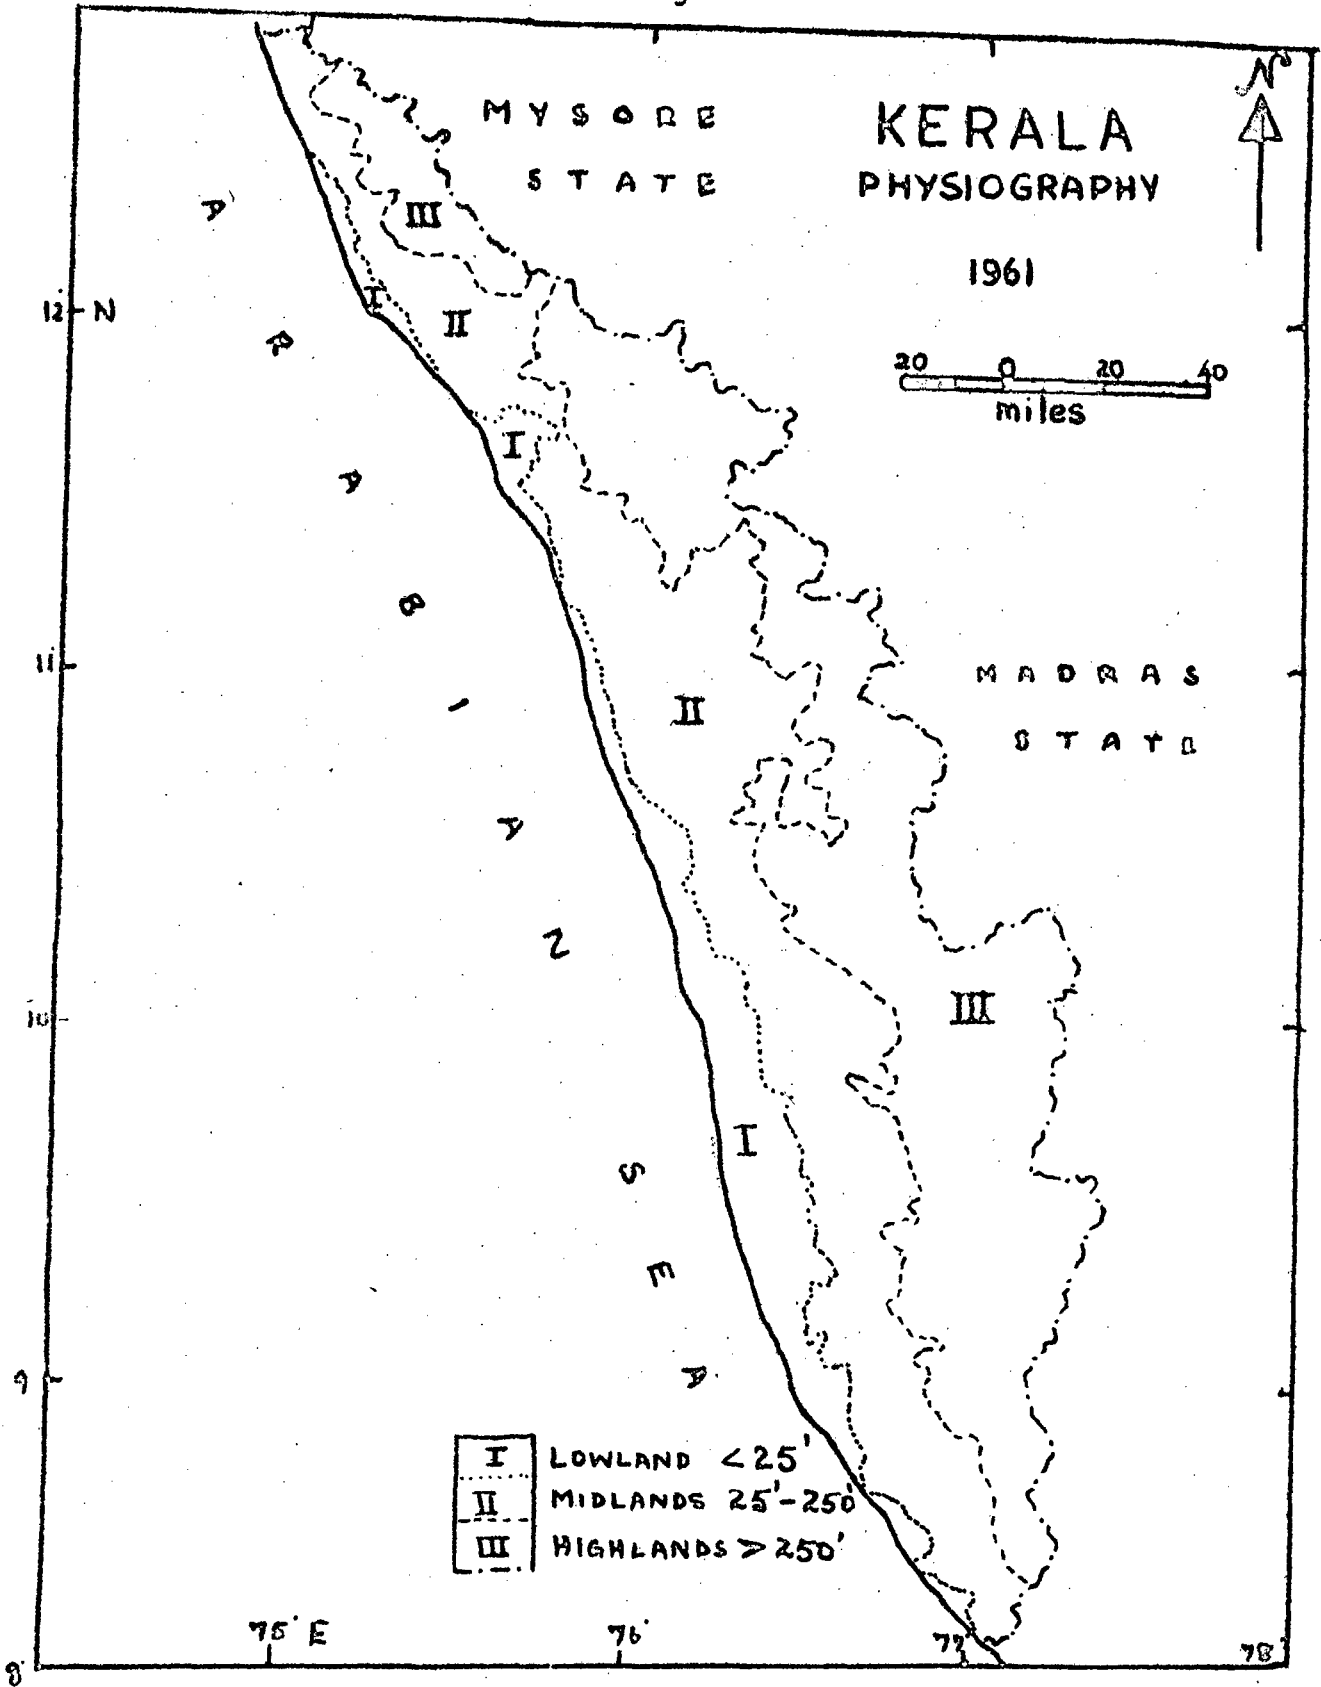 KERALA
PHYSIOGRAPHY
1961
N
MYSORE
STATE
20 0 20 40
miles
MADRAS
STATE
ARABIAN SEA
III
I
II
I
II
III
I
12 N
11
10
9
8
75° E
76°
77°
78
I LOWLAND <25'
II MIDLANDS 25'-250'
III HIGHLANDS >250'